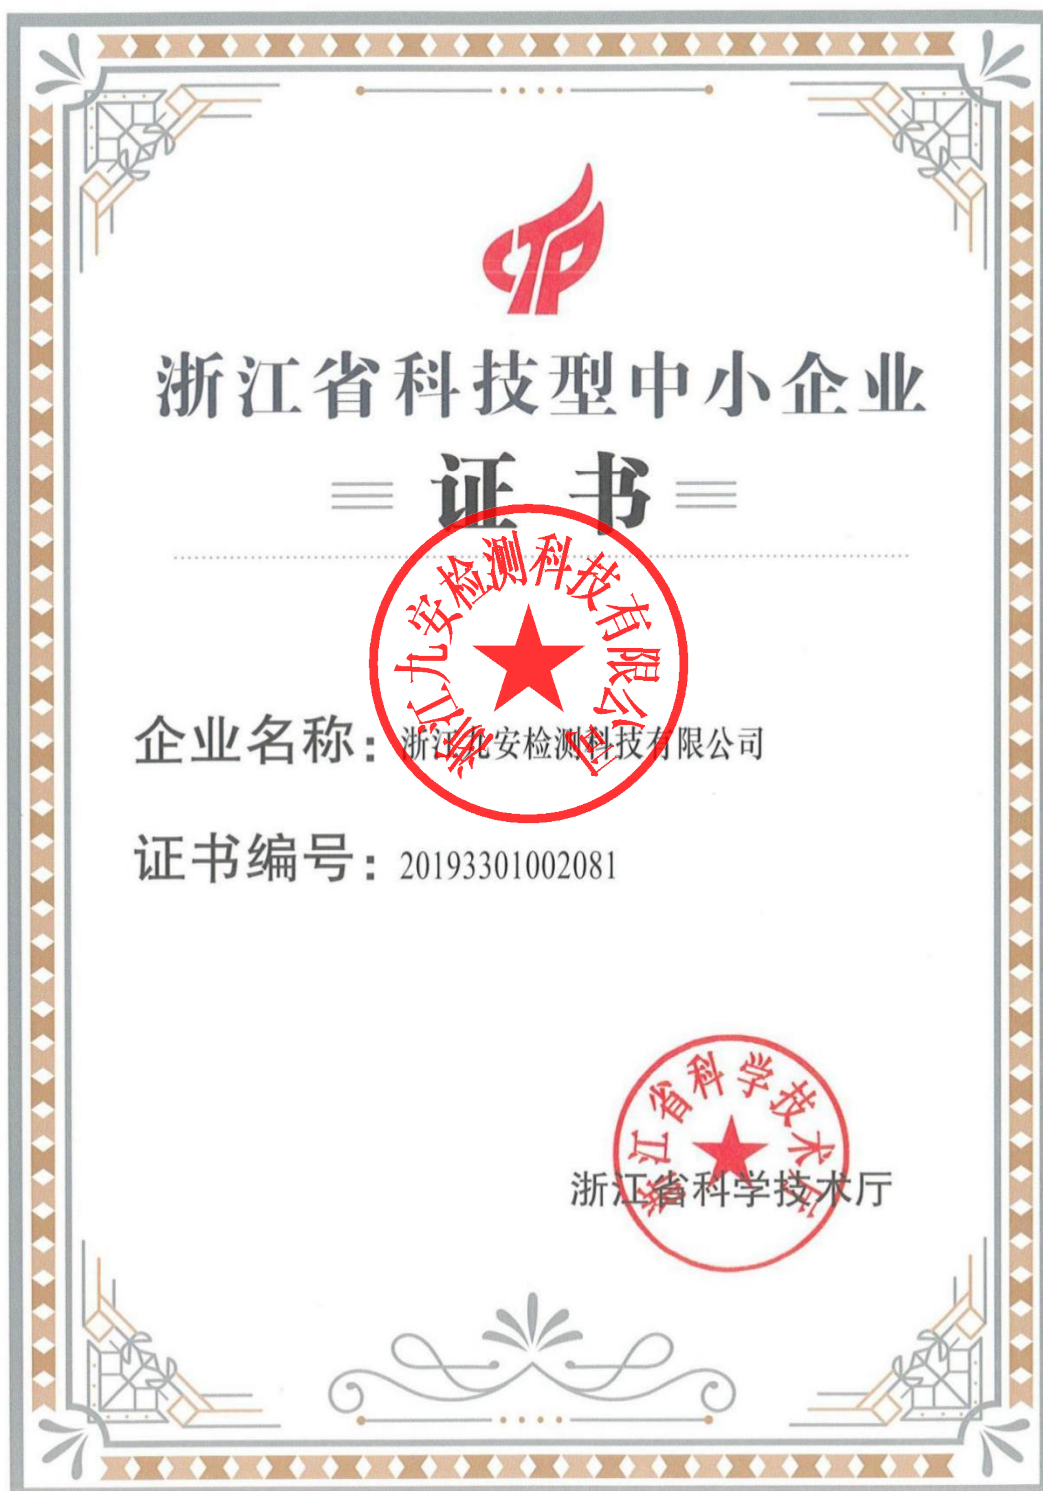 CTP
浙江省科技型中小企业
证书
浙江九安检测科技有限公司
企业名称：浙江九安检测科技有限公司
证书编号：20193301002081
浙江省科学技术厅
浙江省科学技术厅